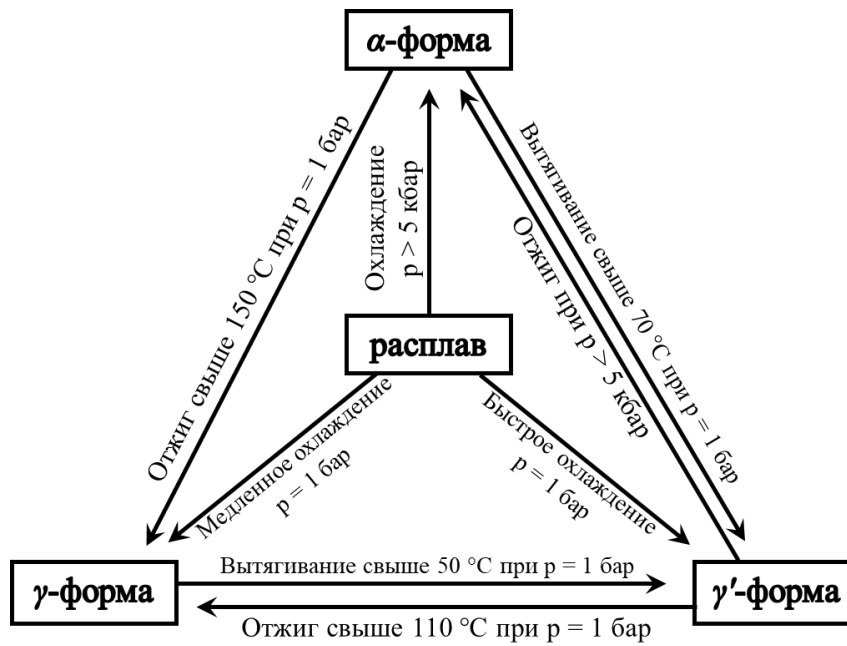 α-форма
Отжиг свыше 150 °C при p = 1 бар
Охлаждение
p > 5 кбар
Вытягивание свыше 70 °C при p = 1 бар
Отжиг при p > 5 кбар
расплав
Медленное охлаждение
p = 1 бар
Быстрое охлаждение
p = 1 бар
γ-форма
Вытягивание свыше 50 °C при p = 1 бар
γ'-форма
Отжиг свыше 110 °C при p = 1 бар